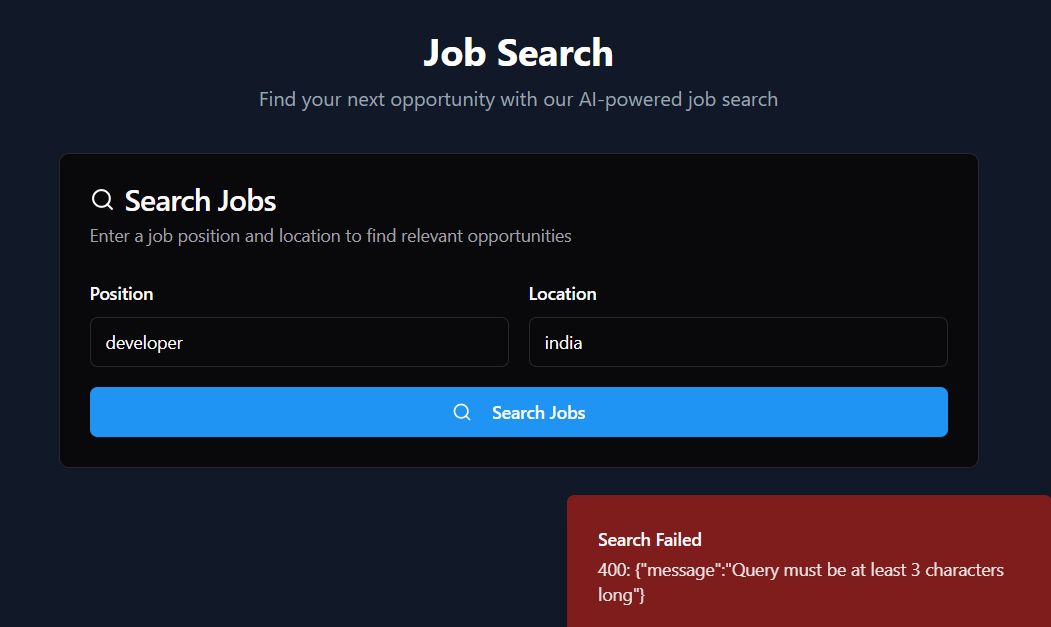 Job Search
Find your next opportunity with our AI-powered job search
Search Jobs
Enter a job position and location to find relevant opportunities
Position
Location
developer
india
Search Jobs
Search Failed
400: {"message":"Query must be at least 3 characters
long"}